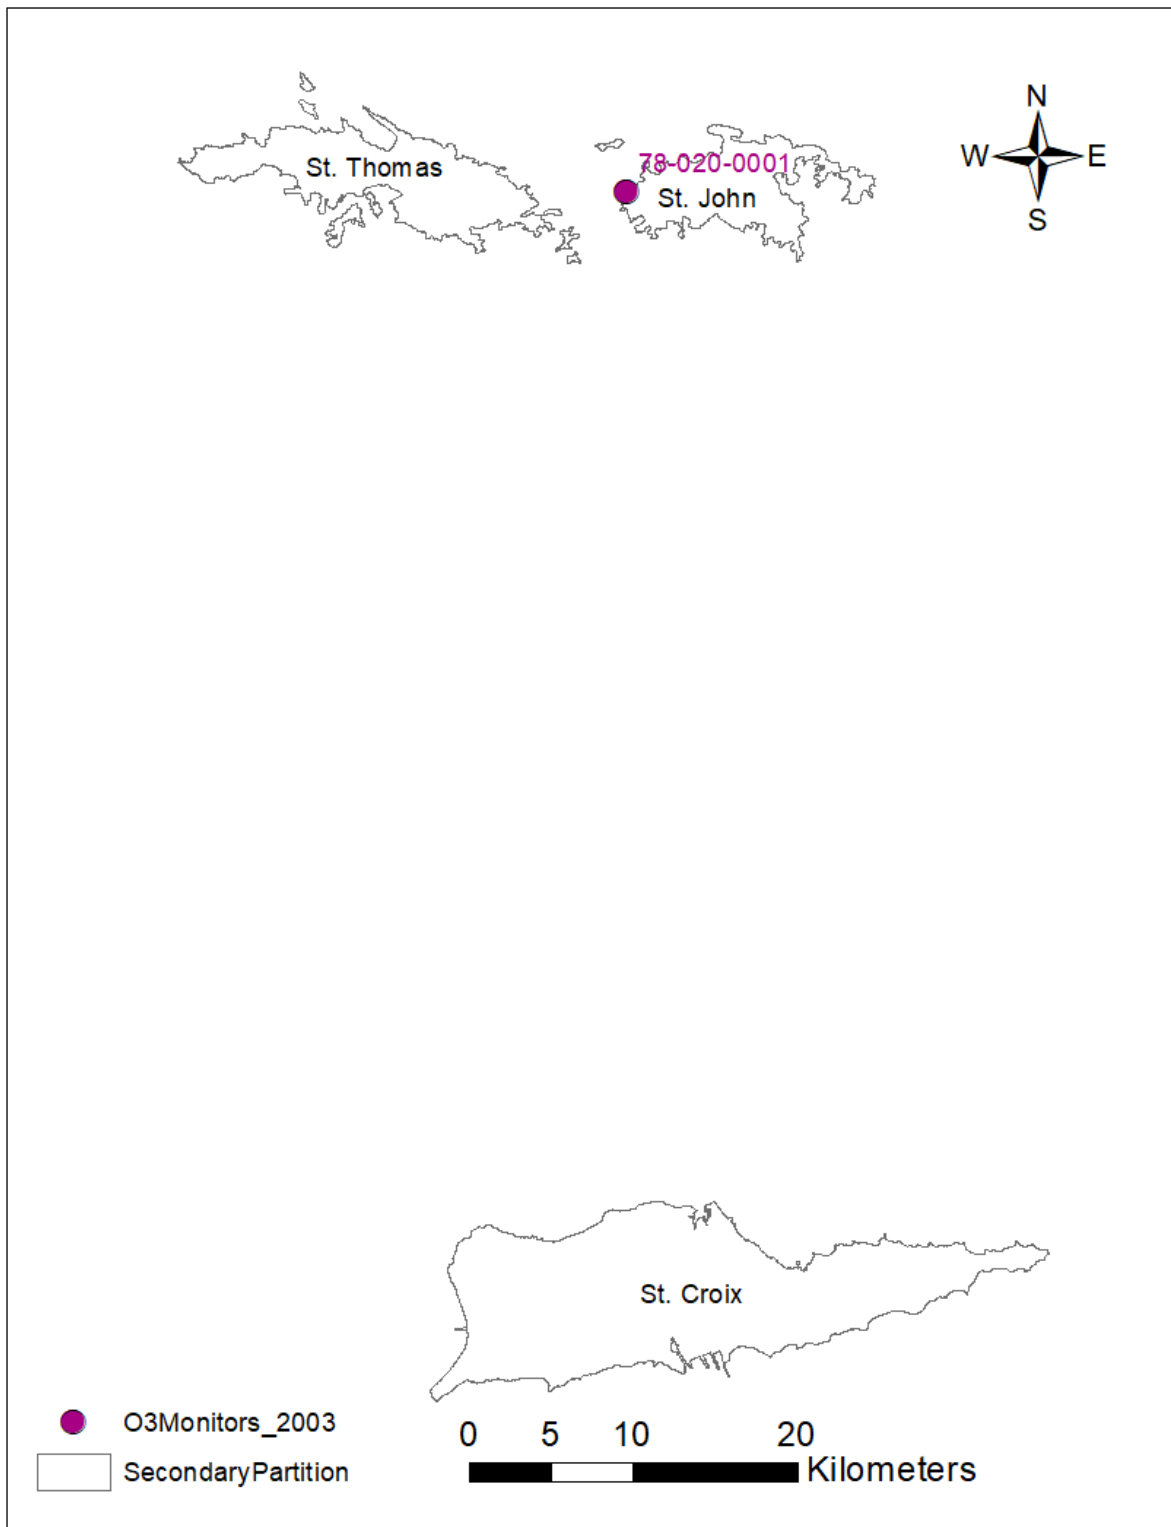 N
W E
S
St. Thomas
78-020-0001
St. John
St. Croix
O3Monitors_2003
SecondaryPartition
0 5 10 20
Kilometers